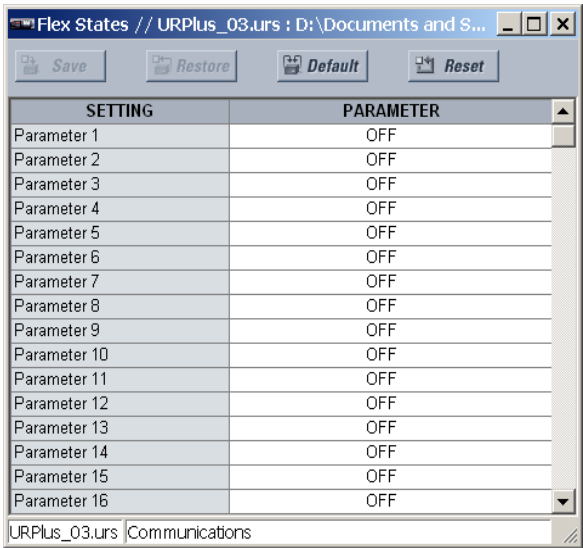 Flex States // URPlus_03.urs : D:\Documents and S...
Save Restore Default Reset
SETTING PARAMETER
Parameter 1 OFF
Parameter 2 OFF
Parameter 3 OFF
Parameter 4 OFF
Parameter 5 OFF
Parameter 6 OFF
Parameter 7 OFF
Parameter 8 OFF
Parameter 9 OFF
Parameter 10 OFF
Parameter 11 OFF
Parameter 12 OFF
Parameter 13 OFF
Parameter 14 OFF
Parameter 15 OFF
Parameter 16 OFF
URPlus_03.urs Communications